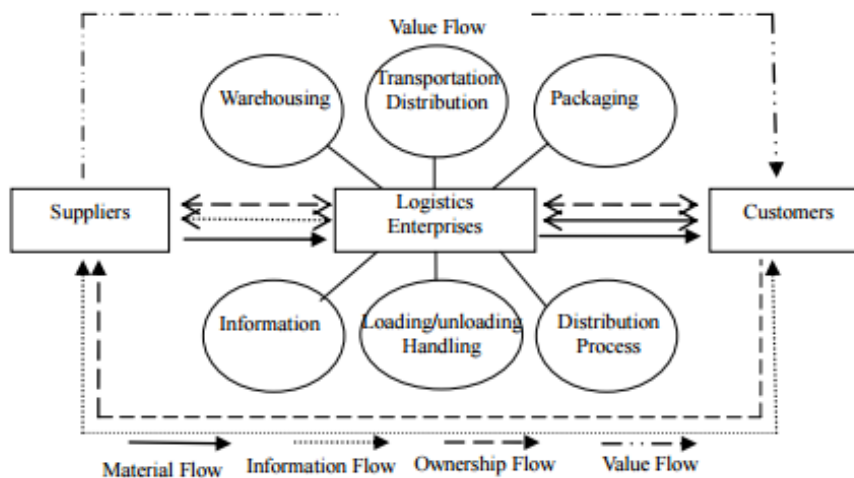 Value Flow
Warehousing
Transportation
Distribution
Packaging
Suppliers
Logistics
Enterprises
Customers
Information
Loading/unloading
Handling
Distribution
Process
Material Flow
Information Flow
Ownership Flow
Value Flow